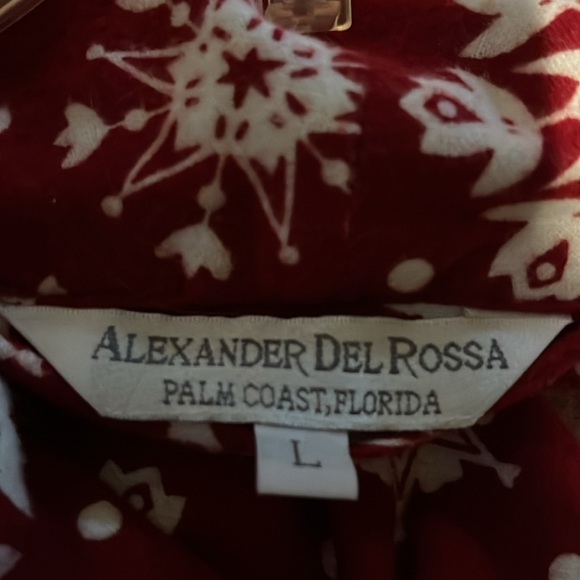 ALEXANDER DEL ROSSA
PALM COAST, FLORIDA
L